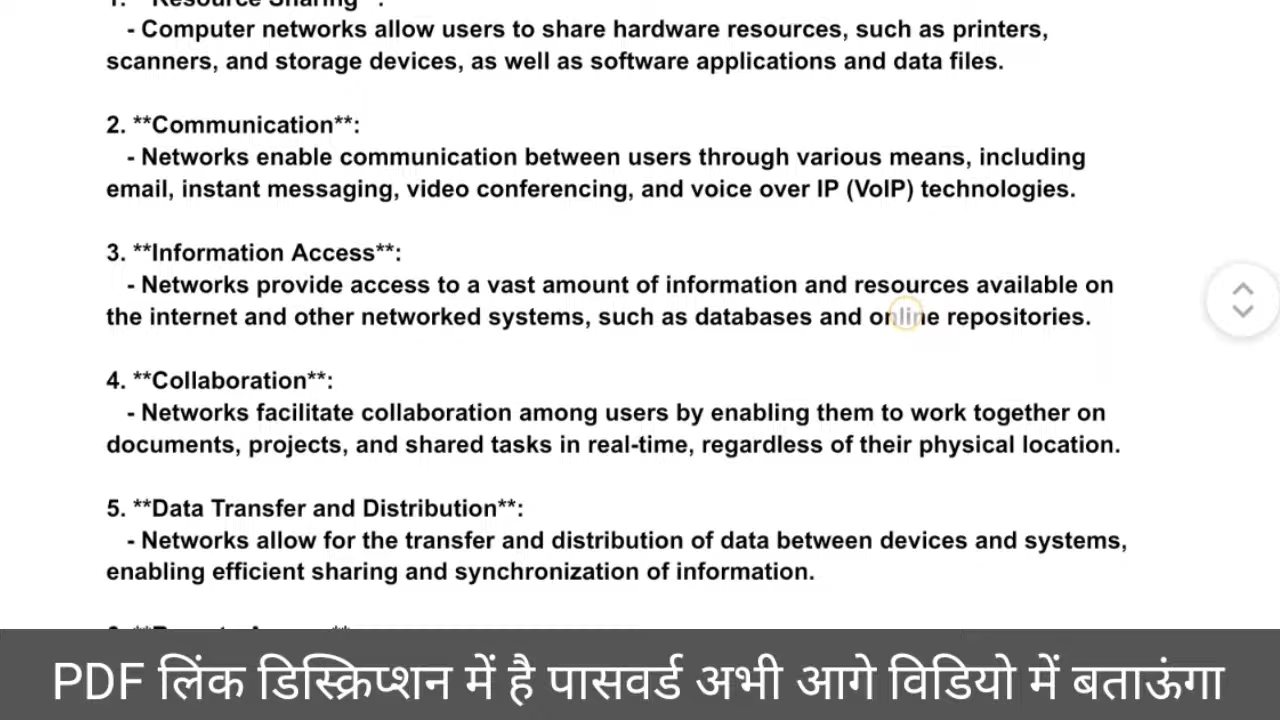 1. **Resource Sharing**:
- Computer networks allow users to share hardware resources, such as printers,
scanners, and storage devices, as well as software applications and data files.
2. **Communication**:
- Networks enable communication between users through various means, including
email, instant messaging, video conferencing, and voice over IP (VoIP) technologies.
3. **Information Access**:
- Networks provide access to a vast amount of information and resources available on
the internet and other networked systems, such as databases and online repositories.
4. **Collaboration**:
- Networks facilitate collaboration among users by enabling them to work together on
documents, projects, and shared tasks in real-time, regardless of their physical location.
5. **Data Transfer and Distribution**:
- Networks allow for the transfer and distribution of data between devices and systems,
enabling efficient sharing and synchronization of information.
PDF लिंक डिस्क्रिप्शन में है पासवर्ड अभी आगे विडियो में बताऊंगा